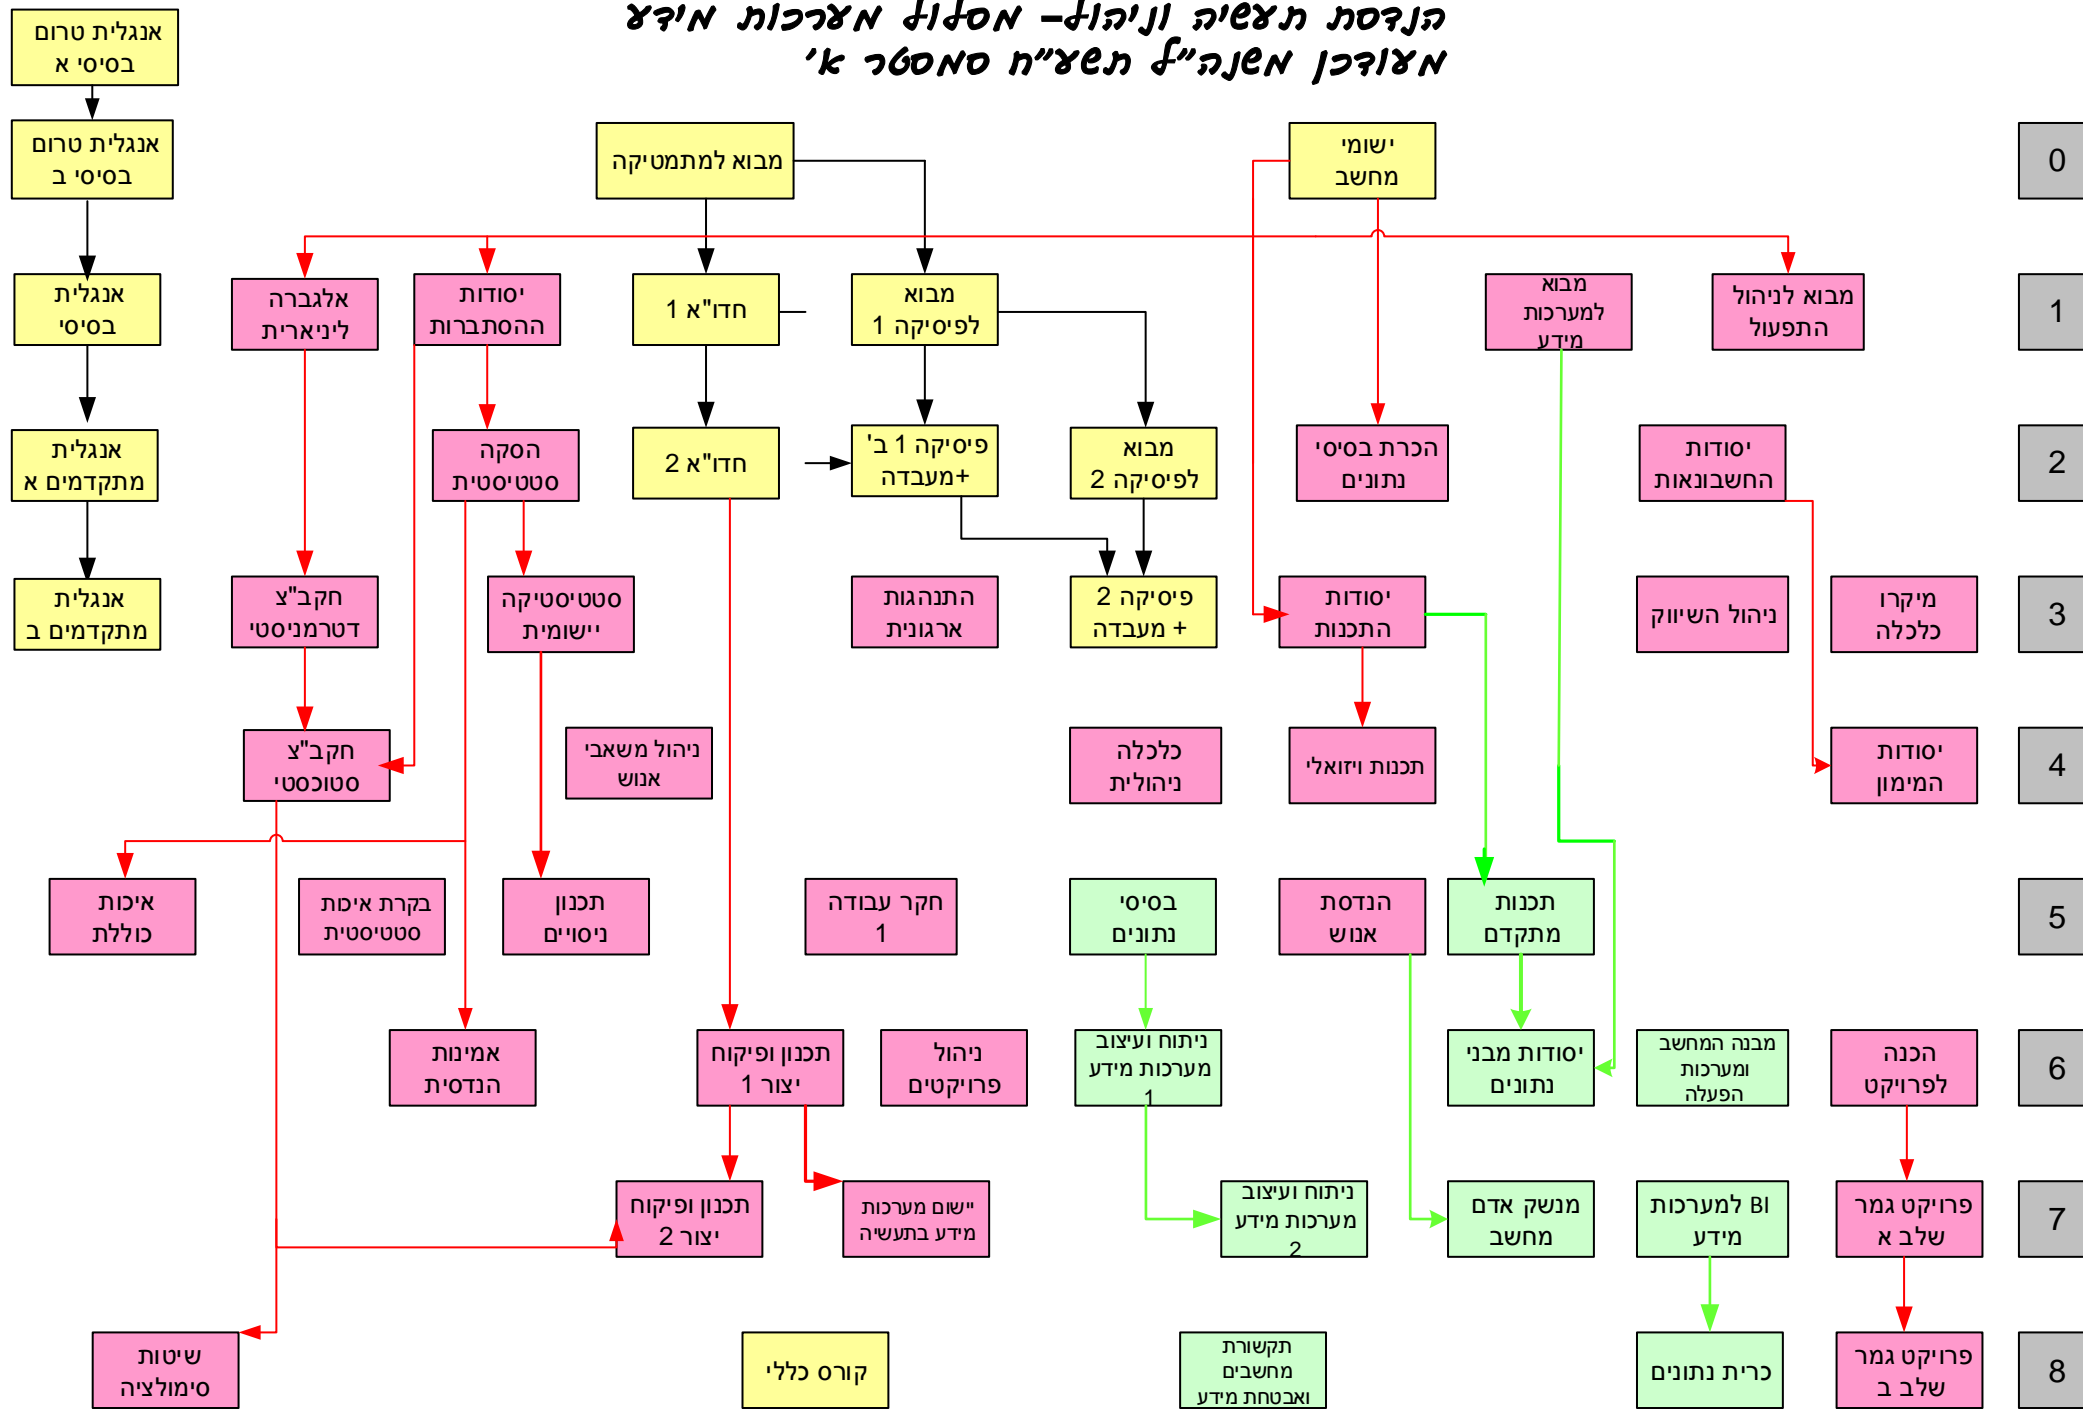 הנדסת תעשיה וניהול- מסלול מערכות מידע
מעודכן משנה"ל תשע"ח סמסטר א'
אנגלית טרום
בסיסי א
אנגלית טרום
בסיסי ב
מבוא למתמטיקה
ישומי
מחשב
0
אנגלית
בסיסי
אלגברה
ליניארית
יסודות
ההסתברות
חדו"א 1
מבוא
לפיסיקה 1
מבוא
למערכות
מידע
מבוא לניהול
התפעול
1
אנגלית
מתקדמים א
הסקה
סטטיסטית
חדו"א 2
פיסיקה 1 ב'
+מעבדה
מבוא
לפיסיקה 2
הכרת בסיסי
נתונים
יסודות
החשבונאות
2
אנגלית
מתקדמים ב
חקב"צ
דטרמניסטי
סטטיסטיקה
יישומית
התנהגות
ארגונית
פיסיקה 2
+ מעבדה
יסודות
התכנות
ניהול השיווק
מיקרו
כלכלה
3
חקב"צ
סטוכסטי
ניהול משאבי
אנוש
כלכלה
ניהולית
תכנות ויזואלי
יסודות
המימון
4
איכות
כוללת
בקרת איכות
סטטיסטית
תכנון
ניסויים
חקר עבודה
1
בסיסי
נתונים
הנדסת
אנוש
תכנות
מתקדם
5
אמינות
הנדסית
תכנון ופיקוח
יצור 1
ניהול
פרויקטים
ניתוח ועיצוב
מערכות מידע
1
יסודות מבני
נתונים
מבנה המחשב
ומערכות
הפעלה
הכנה
לפרויקט
6
תכנון ופיקוח
יצור 2
יישום מערכות
מידע בתעשיה
ניתוח ועיצוב
מערכות מידע
2
מנשק אדם
מחשב
BI למערכות
מידע
פרויקט גמר
שלב א
7
שיטות
סימולציה
קורס כללי
תקשורת
מחשבים
ואבטחת מידע
כרית נתונים
פרויקט גמר
שלב ב
8